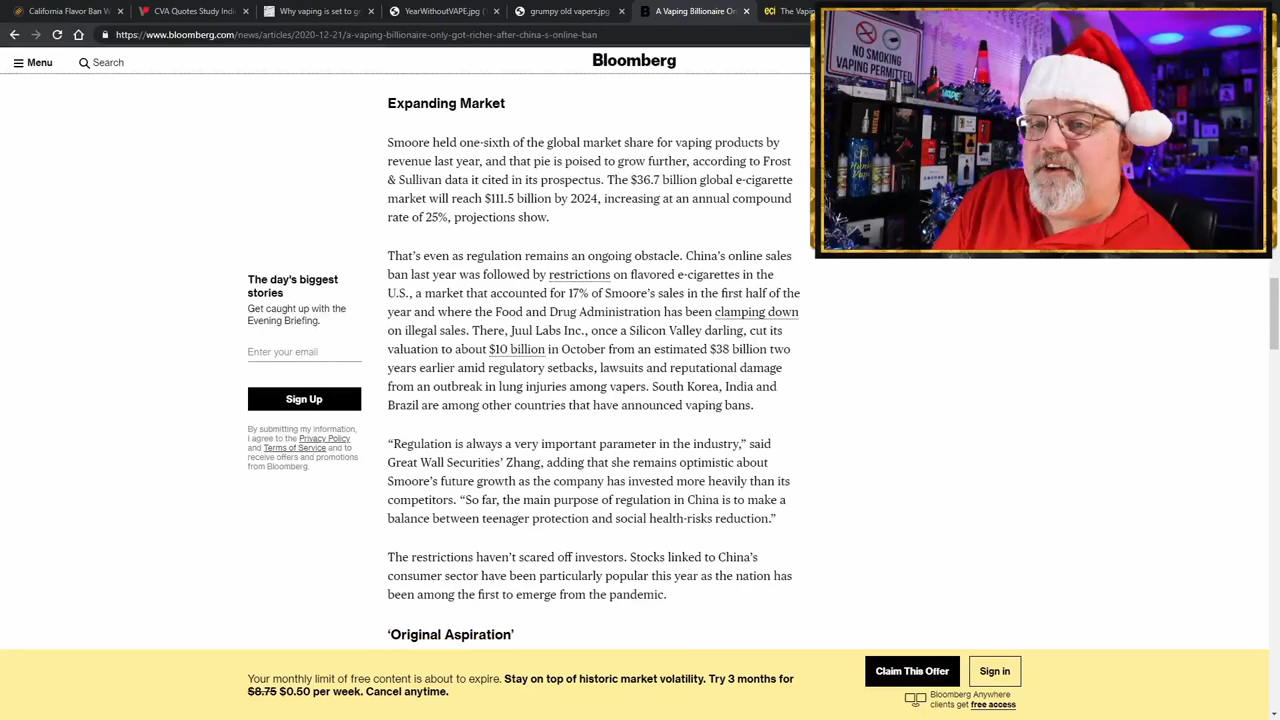 California Flavor Ban
CVA Quotes Studin
Why vaping is set to c
StayWithoutVAPE.jpg
grumpyvapersjpg
A Vaping Billionaire On
The Vap
www.bloomberg.com/news/articles/2020-12-21/a-vaping-billionaire-only-got-richer-after-china-s-online-ban
Menu
Search
Bloomberg
NO SMOKING
VAPING PERMITTED
VAPE
Expanding Market
Smoore held one-sixth of the global market share for vaping products by
revenue last year, and that pie is poised to grow further, according to Frost
& Sullivan data it cited in its prospectus. The $36.7 billion global e-cigarette
market will reach $111.5 billion by 2024, increasing at an annual compound
rate of 25%, projections show.
That’s even as regulation remains an ongoing obstacle. China’s online sales
ban last year was followed by restrictions on flavored e-cigarettes in the
U.S., a market that accounted for 17% of Smoore’s sales in the first half of the
year and where the Food and Drug Administration has been clamping down
on illegal sales. There, Juul Labs Inc., once a Silicon Valley darling, cut its
valuation to about $10 billion in October from an estimated $38 billion two
years earlier amid regulatory setbacks, lawsuits and reputational damage
from an outbreak in lung injuries among vapers. South Korea, India and
Brazil are among other countries that have announced vaping bans.
“Regulation is always a very important parameter in the industry,” said
Great Wall Securities’ Zhang, adding that she remains optimistic about
Smoore’s future growth as the company has invested more heavily than its
competitors. “So far, the main purpose of regulation in China is to make a
balance between teenager protection and social health-risks reduction.”
The restrictions haven’t scared off investors. Stocks linked to China’s
consumer sector have been particularly popular this year as the nation has
been among the first to emerge from the pandemic.
‘Original Aspiration’
The day’s biggest
stories
Get caught up with the
Evening Briefing.
Enter your email
Sign Up
By submitting my information,
I agree to the Privacy Policy
and Terms of Service and to
receive offers and promotions
from Bloomberg.
Your monthly limit of free content is about to expire. Stay on top of historic market volatility. Try 3 months for
$8.75 $0.50 per week. Cancel anytime.
Claim This Offer
Sign in
Bloomberg Anywhere
clients get free access